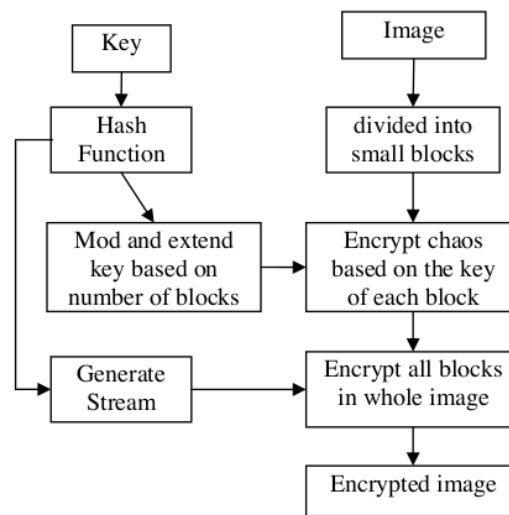 Key
Image
Hash
Function
divided into
small blocks
Mod and extend
key based on
number of blocks
Encrypt chaos
based on the key
of each block
Generate
Stream
Encrypt all blocks
in whole image
Encrypted image